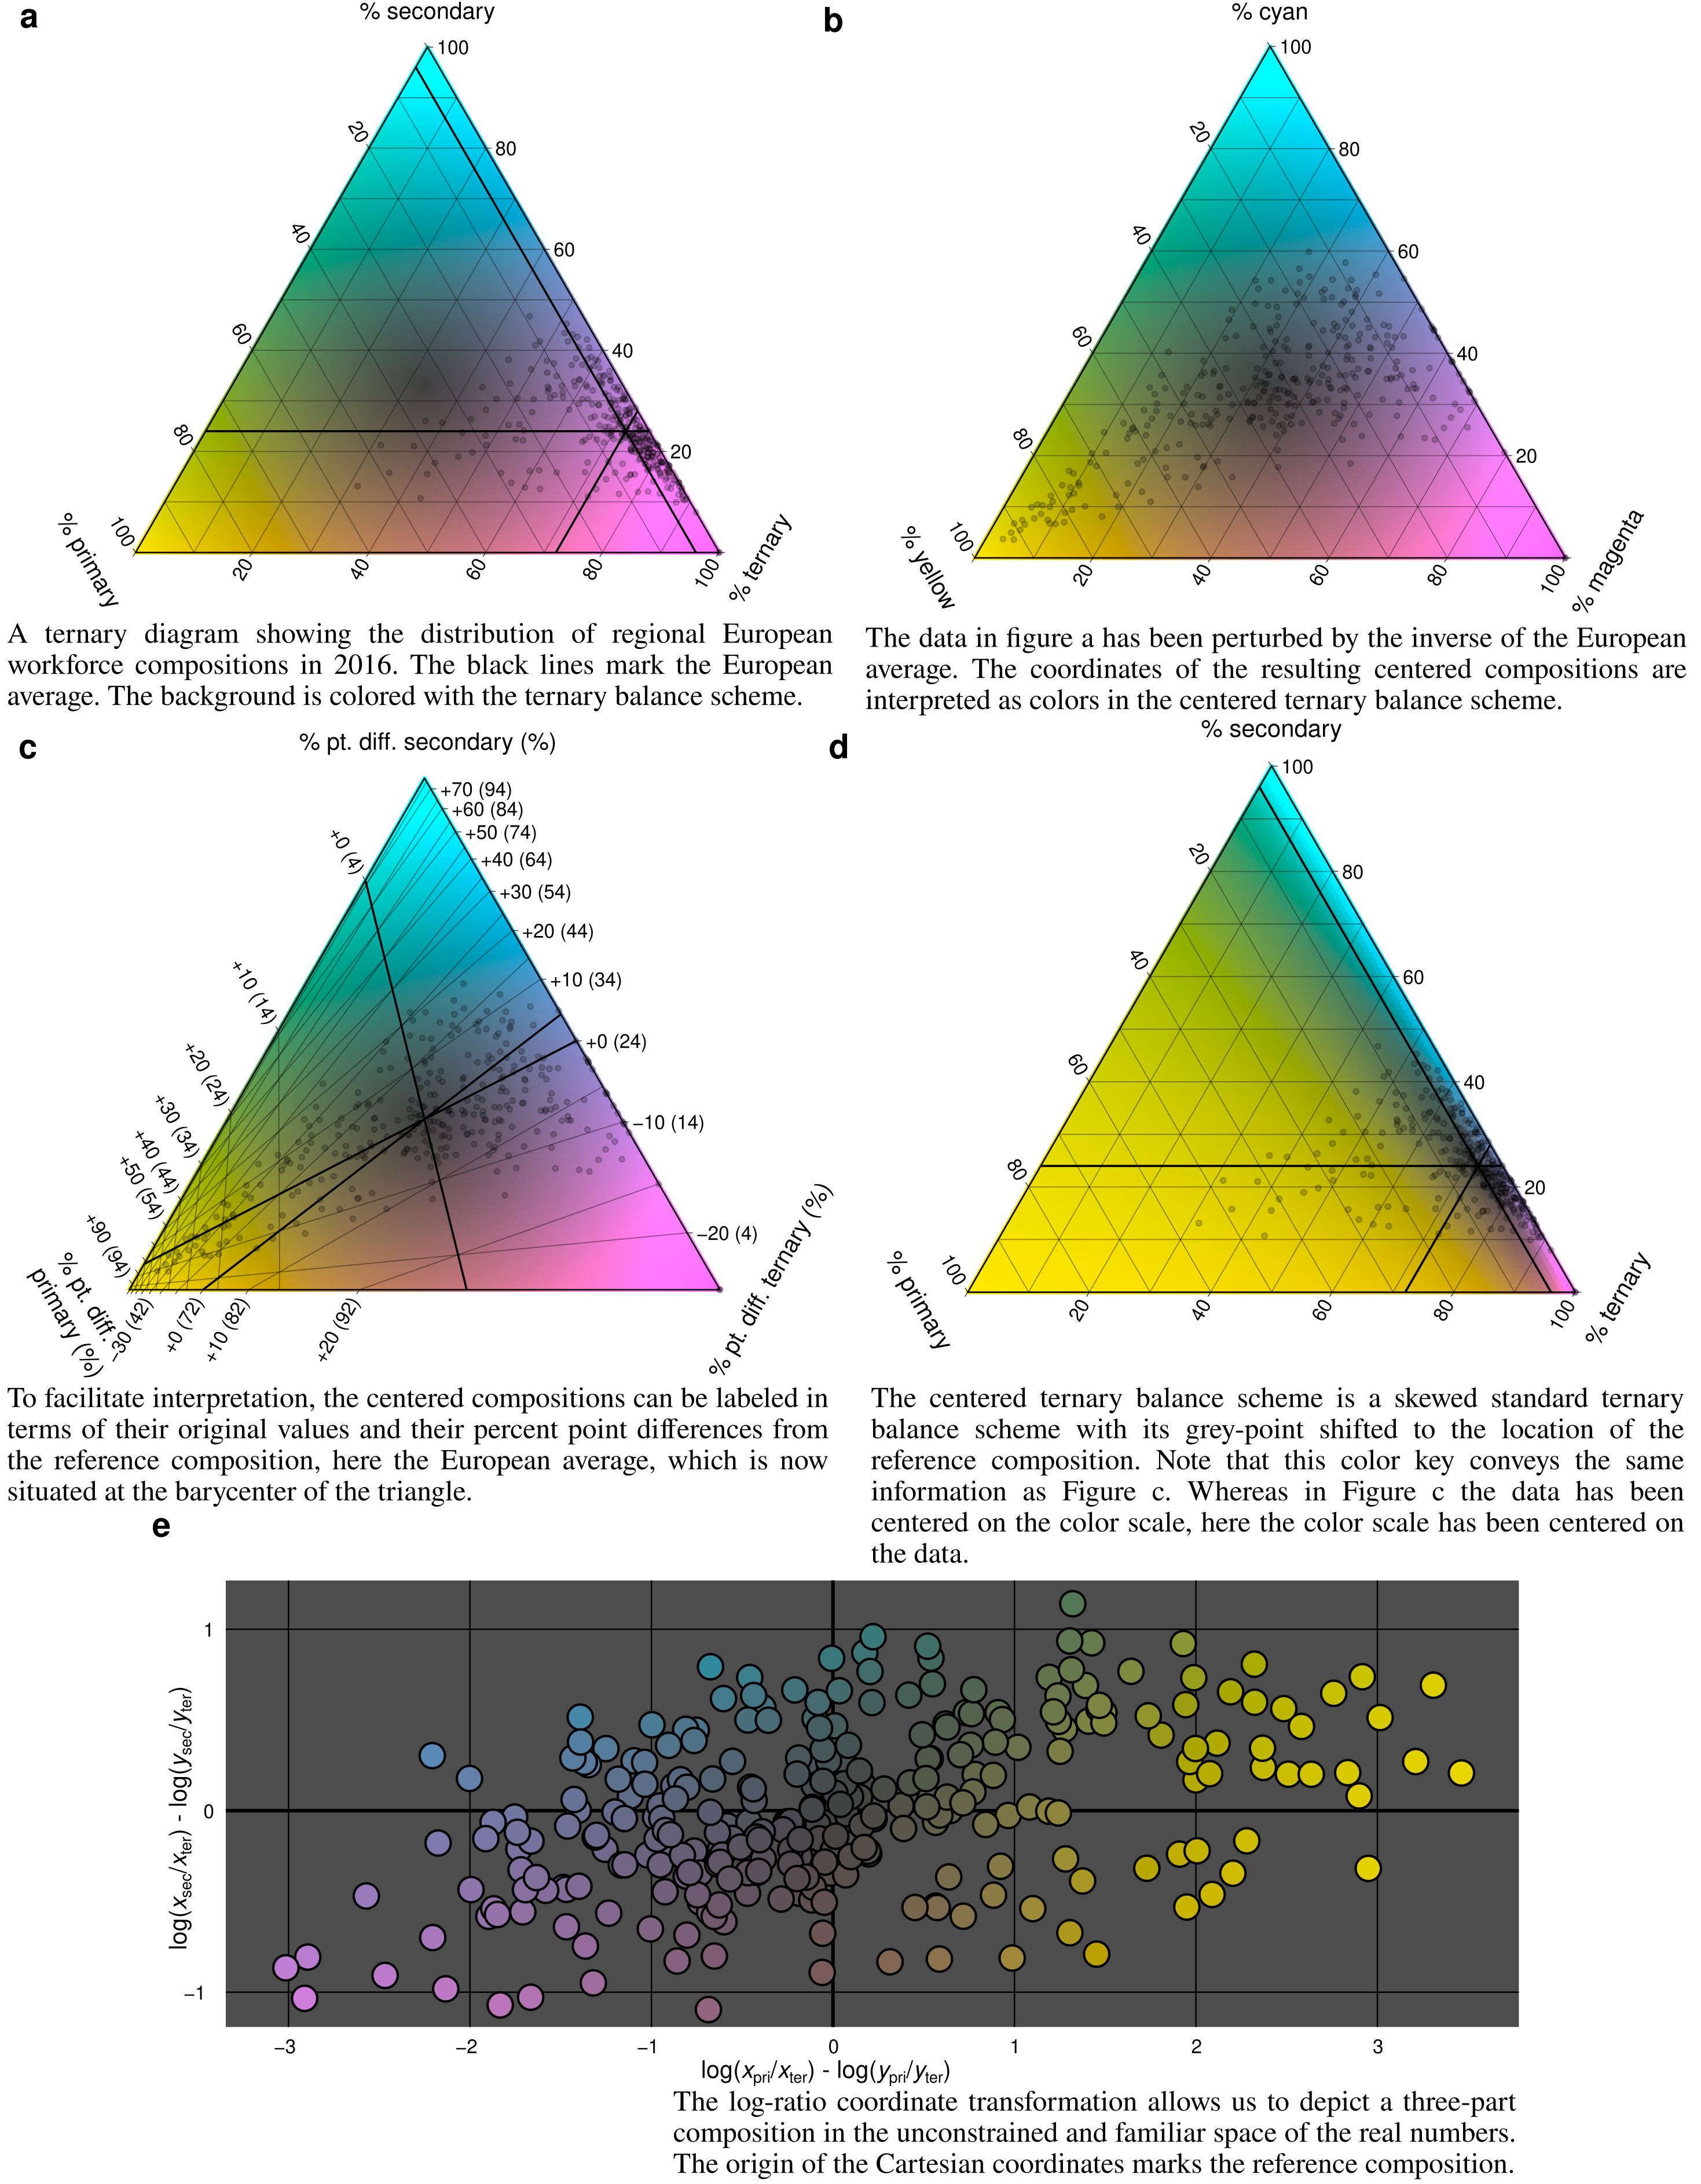 a
% secondary
100
80
60
40
20
20
40
60
80
100
% primary
20
40
60
80
100
% ternary
A ternary diagram showing the distribution of regional European
workforce compositions in 2016. The black lines mark the European
average. The background is colored with the ternary balance scheme.
b
% cyan
100
80
60
40
20
20
40
60
80
100
% yellow
20
40
60
80
100
% magenta
The data in figure a has been perturbed by the inverse of the European
average. The coordinates of the resulting centered compositions are
interpreted as colors in the centered ternary balance scheme.
c
% pt. diff. secondary (%)
+70 (94)
+60 (84)
+50 (74)
+40 (64)
+30 (54)
+20 (44)
+10 (34)
+0 (24)
−10 (14)
−20 (4)
+0 (4)
+10 (14)
+20 (24)
+30 (34)
+40 (44)
+50 (54)
+90 (94)
% pt. diff.
primary (%)
−30 (42)
+0 (72)
+10 (82)
+20 (92)
% pt. diff. ternary (%)
To facilitate interpretation, the centered compositions can be labeled in
terms of their original values and their percent point differences from
the reference composition, here the European average, which is now
situated at the barycenter of the triangle.
d
% secondary
100
80
60
40
20
20
40
60
80
100
% primary
20
40
60
80
100
% ternary
The centered ternary balance scheme is a skewed standard ternary
balance scheme with its grey-point shifted to the location of the
reference composition. Note that this color key conveys the same
information as Figure c. Whereas in Figure c the data has been
centered on the color scale, here the color scale has been centered on
the data.
e
log(xsec/xter) - log(ysec/yter)
1
0
−1
−3
−2
−1
0
1
2
3
log(xpri/xter) - log(ypri/yter)
The log-ratio coordinate transformation allows us to depict a three-part
composition in the unconstrained and familiar space of the real numbers.
The origin of the Cartesian coordinates marks the reference composition.